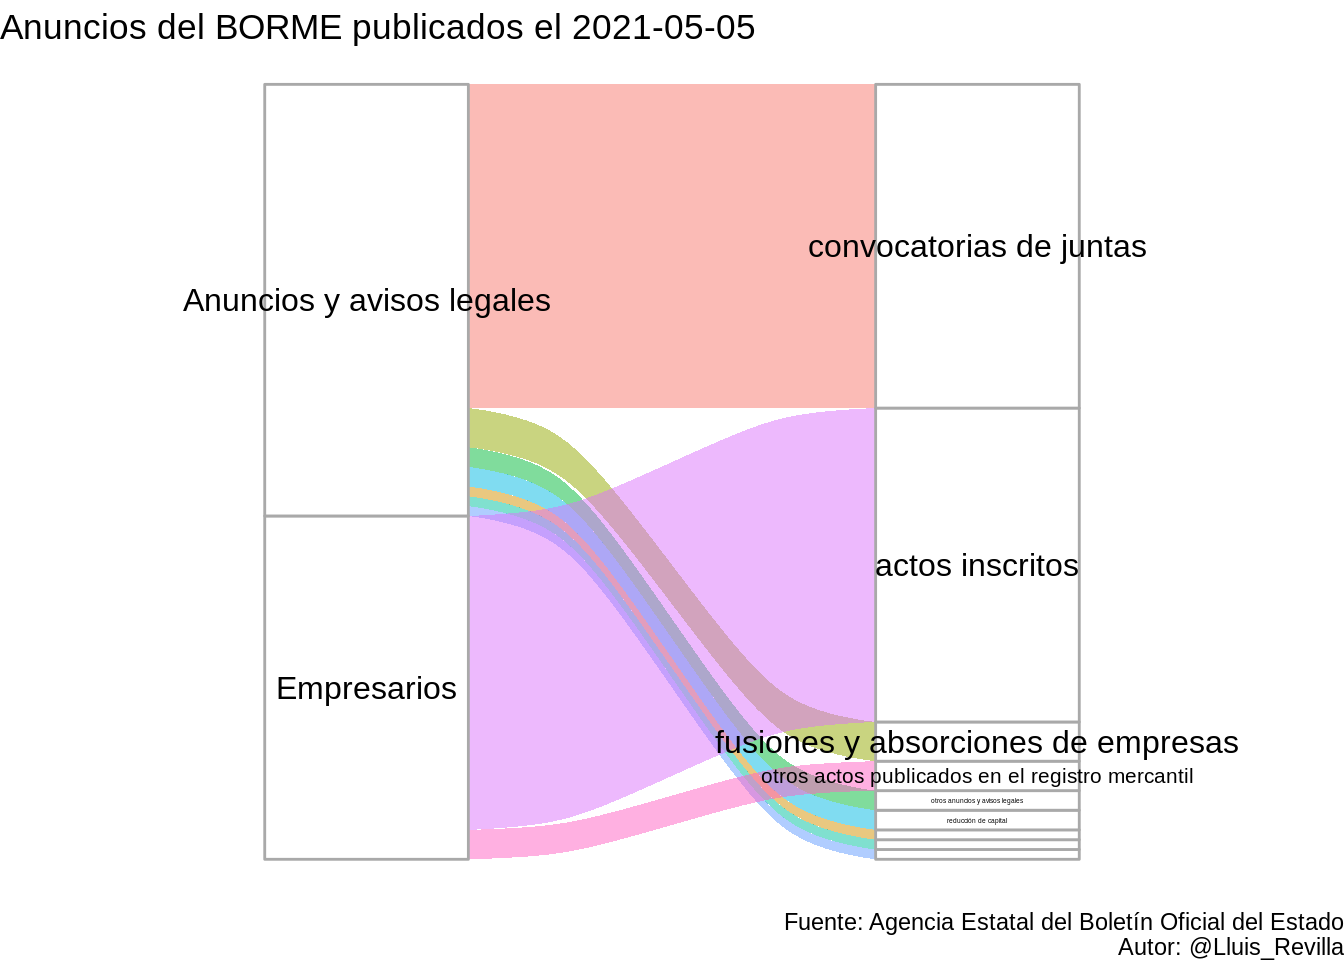 Anuncios del BORME publicados el 2021-05-05
convocatorias de juntas
Anuncios y avisos legales
actos inscritos
Empresarios
fusiones y absorciones de empresas
otros actos publicados en el registro mercantil
otros anuncios y avisos legales
reducción de capital
Fuente: Agencia Estatal del Boletín Oficial del Estado
Autor: @Lluis_Revilla